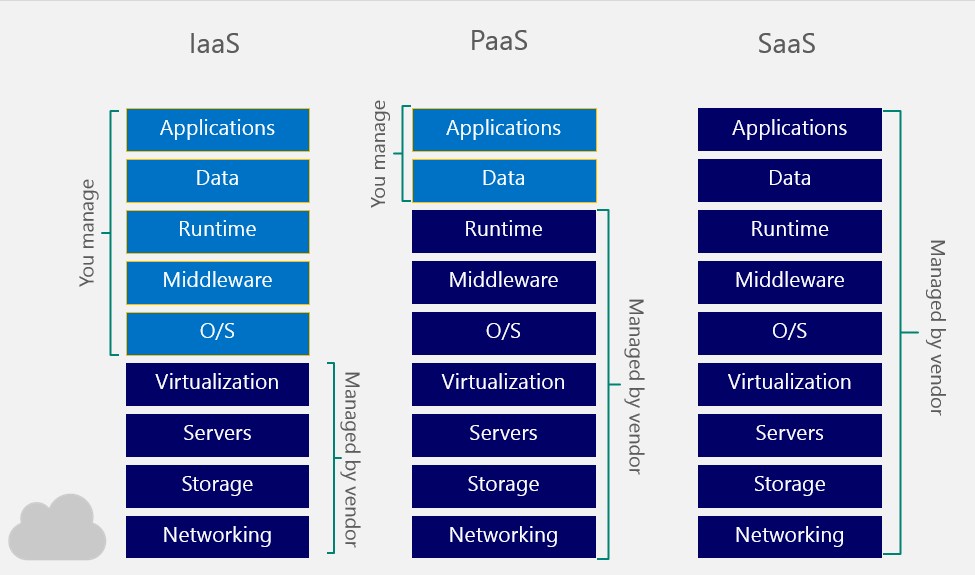 IaaS
PaaS
SaaS
You manage
Applications
Data
Runtime
Middleware
O/S
Virtualization
Servers
Storage
Networking
Managed by vendor
You manage
Applications
Data
Runtime
Middleware
O/S
Virtualization
Servers
Storage
Networking
Managed by vendor
Applications
Data
Runtime
Middleware
O/S
Virtualization
Servers
Storage
Networking
Managed by vendor